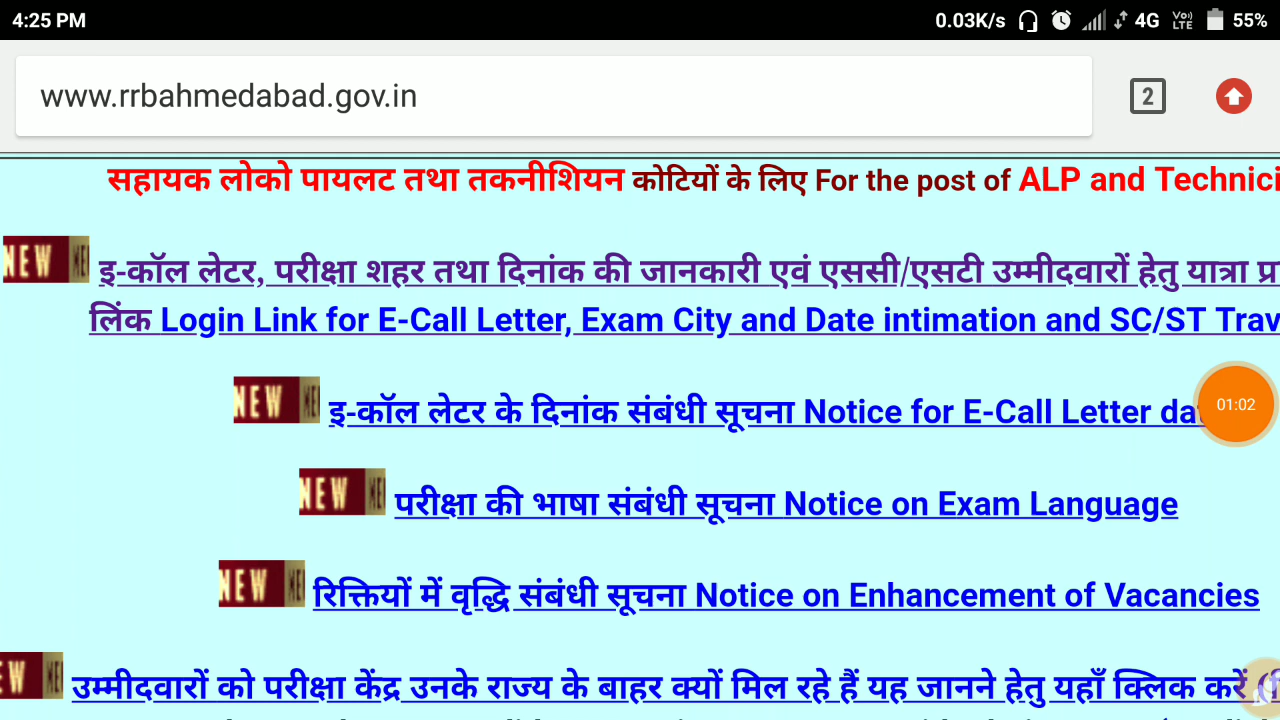 4:25 PM 0.03K/s 4G VoLTE 55%
www.rrbahmedabad.gov.in 2
सहायक लोको पायलट तथा तकनीशियन कोटियों के लिए For the post of ALP and Technici
NEW इ-कॉल लेटर, परीक्षा शहर तथा दिनांक की जानकारी एवं एससी/एसटी उम्मीदवारों हेतु यात्रा प्रा
लिंक Login Link for E-Call Letter, Exam City and Date intimation and SC/ST Trav
NEW इ-कॉल लेटर के दिनांक संबंधी सूचना Notice for E-Call Letter dat
01:02
NEW परीक्षा की भाषा संबंधी सूचना Notice on Exam Language
NEW रिक्तियों में वृद्धि संबंधी सूचना Notice on Enhancement of Vacancies
EW उम्मीदवारों को परीक्षा केंद्र उनके राज्य के बाहर क्यों मिल रहे हैं यह जानने हेतु यहाँ क्लिक करें